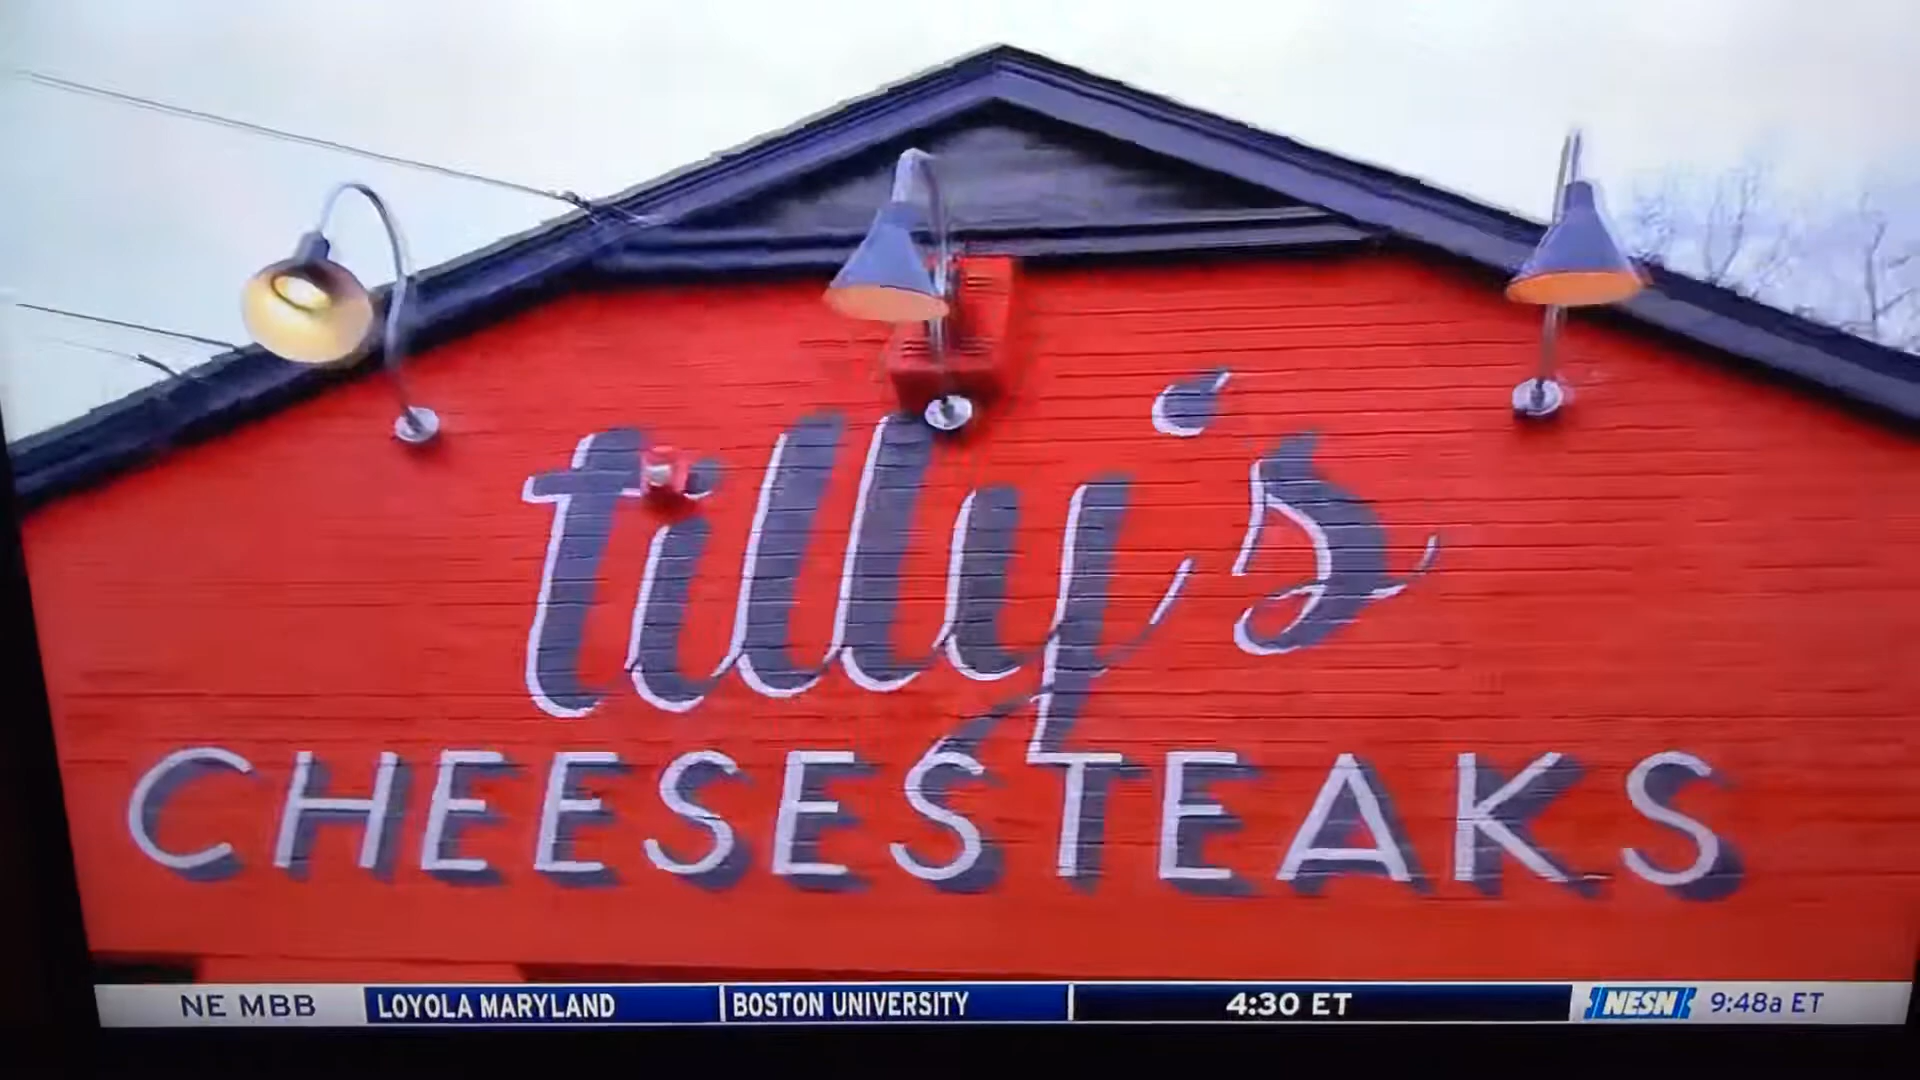 tilly's
CHEESESTEAKS
NE MBB LOYOLA MARYLAND BOSTON UNIVERSITY 4:30 ET NESN 9:48a ET